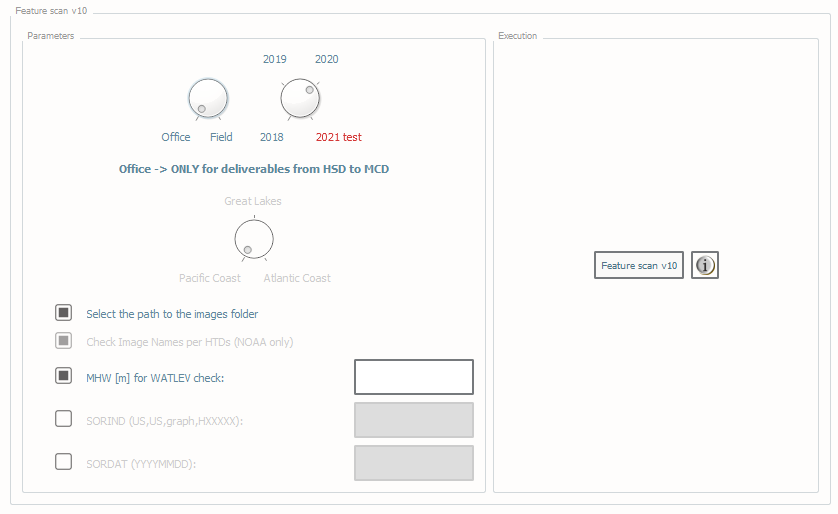 Feature scan v10
Parameters
Execution
2019 2020
Office Field 2018 2021 test
Office -> ONLY for deliverables from HSD to MCD
Great Lakes
Pacific Coast Atlantic Coast
Select the path to the images folder
Check Image Names per HTDs (NOAA only)
MHW [m] for WATLEV check:
SORIND (US,US,graph,HXXXXX):
SORDAT (YYYYMMDD):
Feature scan v10
i